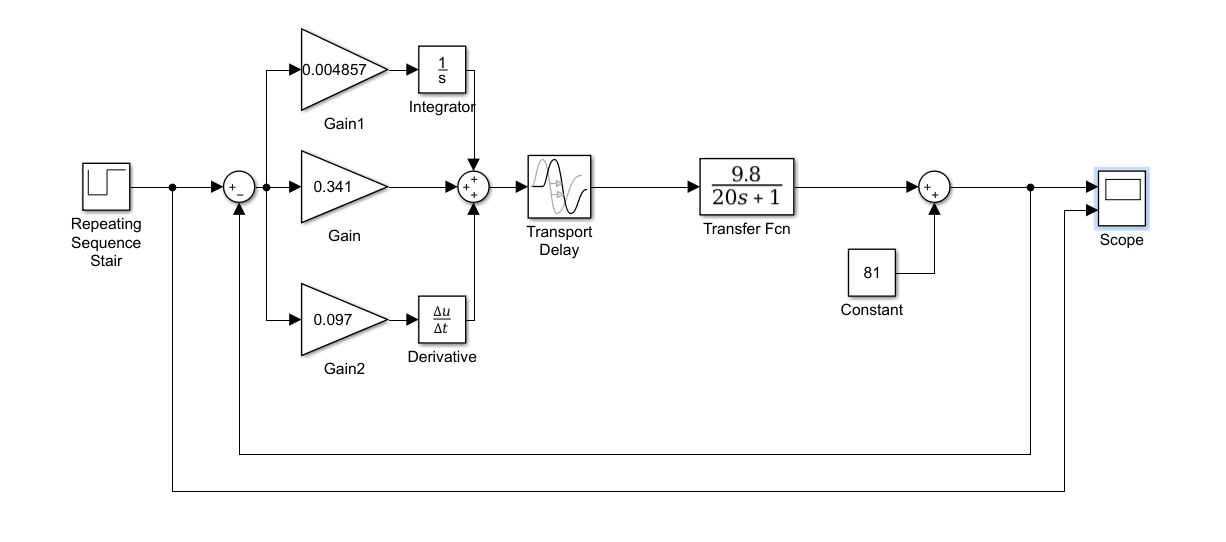 0.004857
1
s
Integrator
Gain1
Repeating
Sequence
Stair
+
−
0.341
Gain
+
+
+
Transport
Delay
9.8
20s + 1
Transfer Fcn
+
+
Scope
81
Constant
0.097
Gain2
Δu
Δt
Derivative